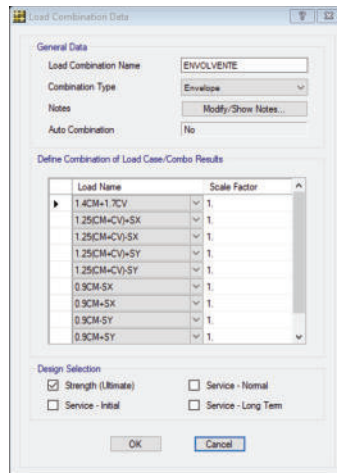 Load Combination Data
General Data
Load Combination Name ENVOLVENTE
Combination Type Envelope
Notes Modify/Show Notes...
Auto Combination No
Define Combination of Load Case/Combo Results
Load Name Scale Factor
1.4CM+1.7CV 1.
1.25(CM+CV)+SX 1.
1.25(CM+CV)-SX 1.
1.25(CM+CV)+SY 1.
1.25(CM+CV)-SY 1.
0.9CM-SX 1.
0.9CM+SX 1.
0.9CM-SY 1.
0.9CM+SY 1.
Design Selection
Strength (Ultimate) Service - Normal
Service - Initial Service - Long Term
OK Cancel